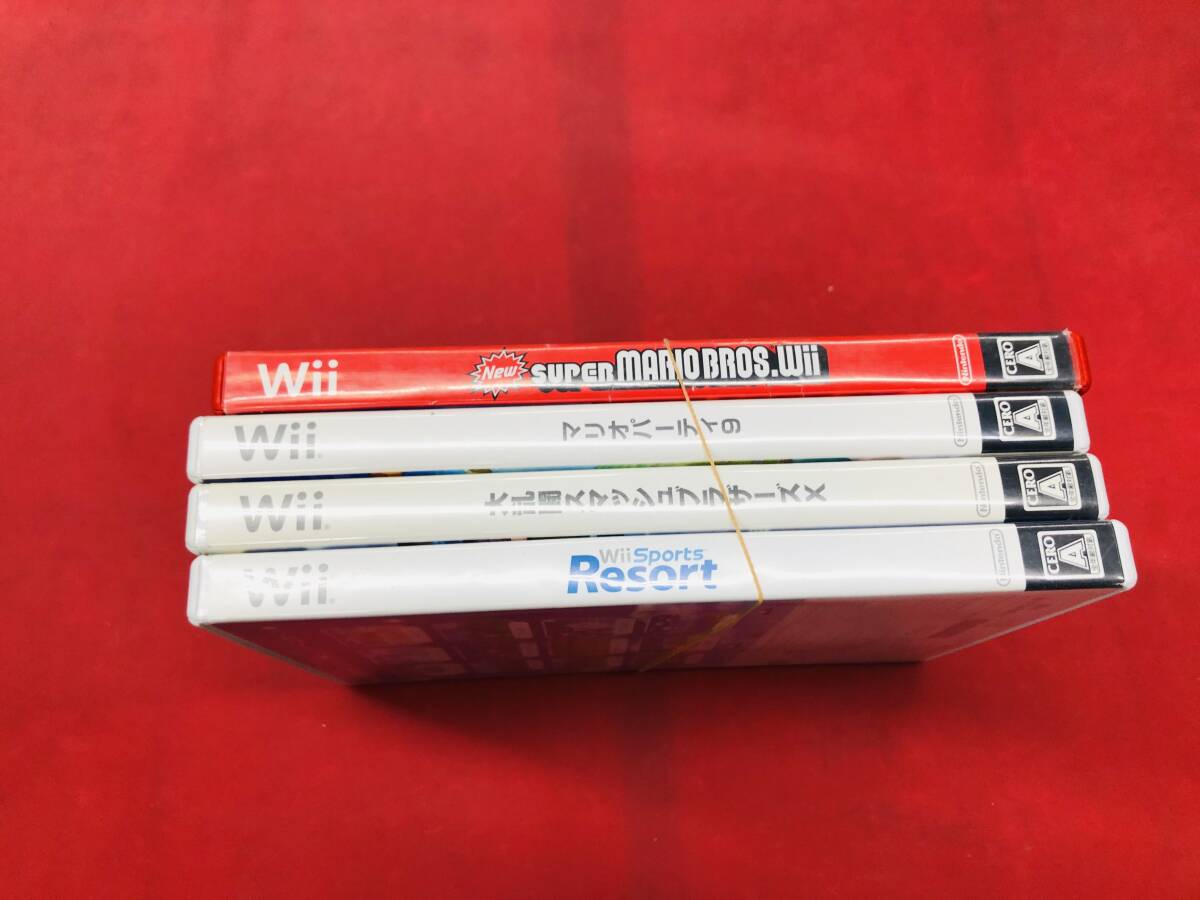 Wii New SUPER MARIO BROS. Wii Nintendo CERO A
Wii マリオパーティ9 Nintendo CERO A
Wii 大乱闘スマッシュブラザーズX Nintendo CERO A
Wii Wii Sports Resort Nintendo CERO A